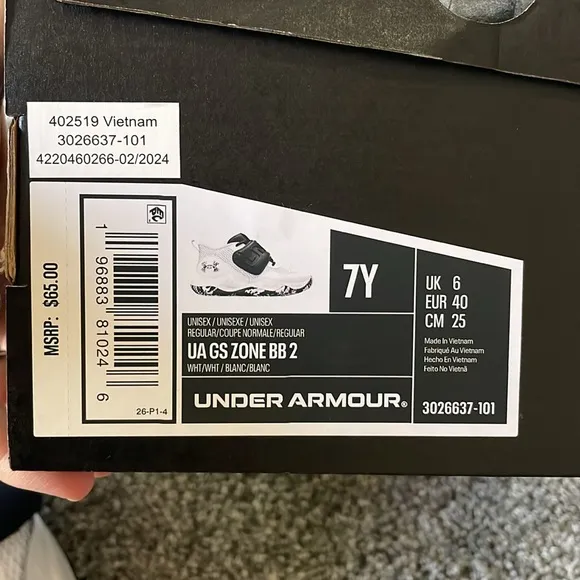 402519 Vietnam
3026637-101
4220460266-02/2024
MSRP: $65.00
1 96883 81024 6
26-P1-4
7Y
UNISEX / UNISEXE / UNISEX
REGULAR/COUPE NORMALE/REGULAR
UA GS ZONE BB 2
WHT/WHT / BLANC/BLANC
UNDER ARMOUR®
UK 6
EUR 40
CM 25
Made In Vietnam
Fabriqué Au Vietnam
Hecho En Vietnam
Feito No Vietnã
3026637-101